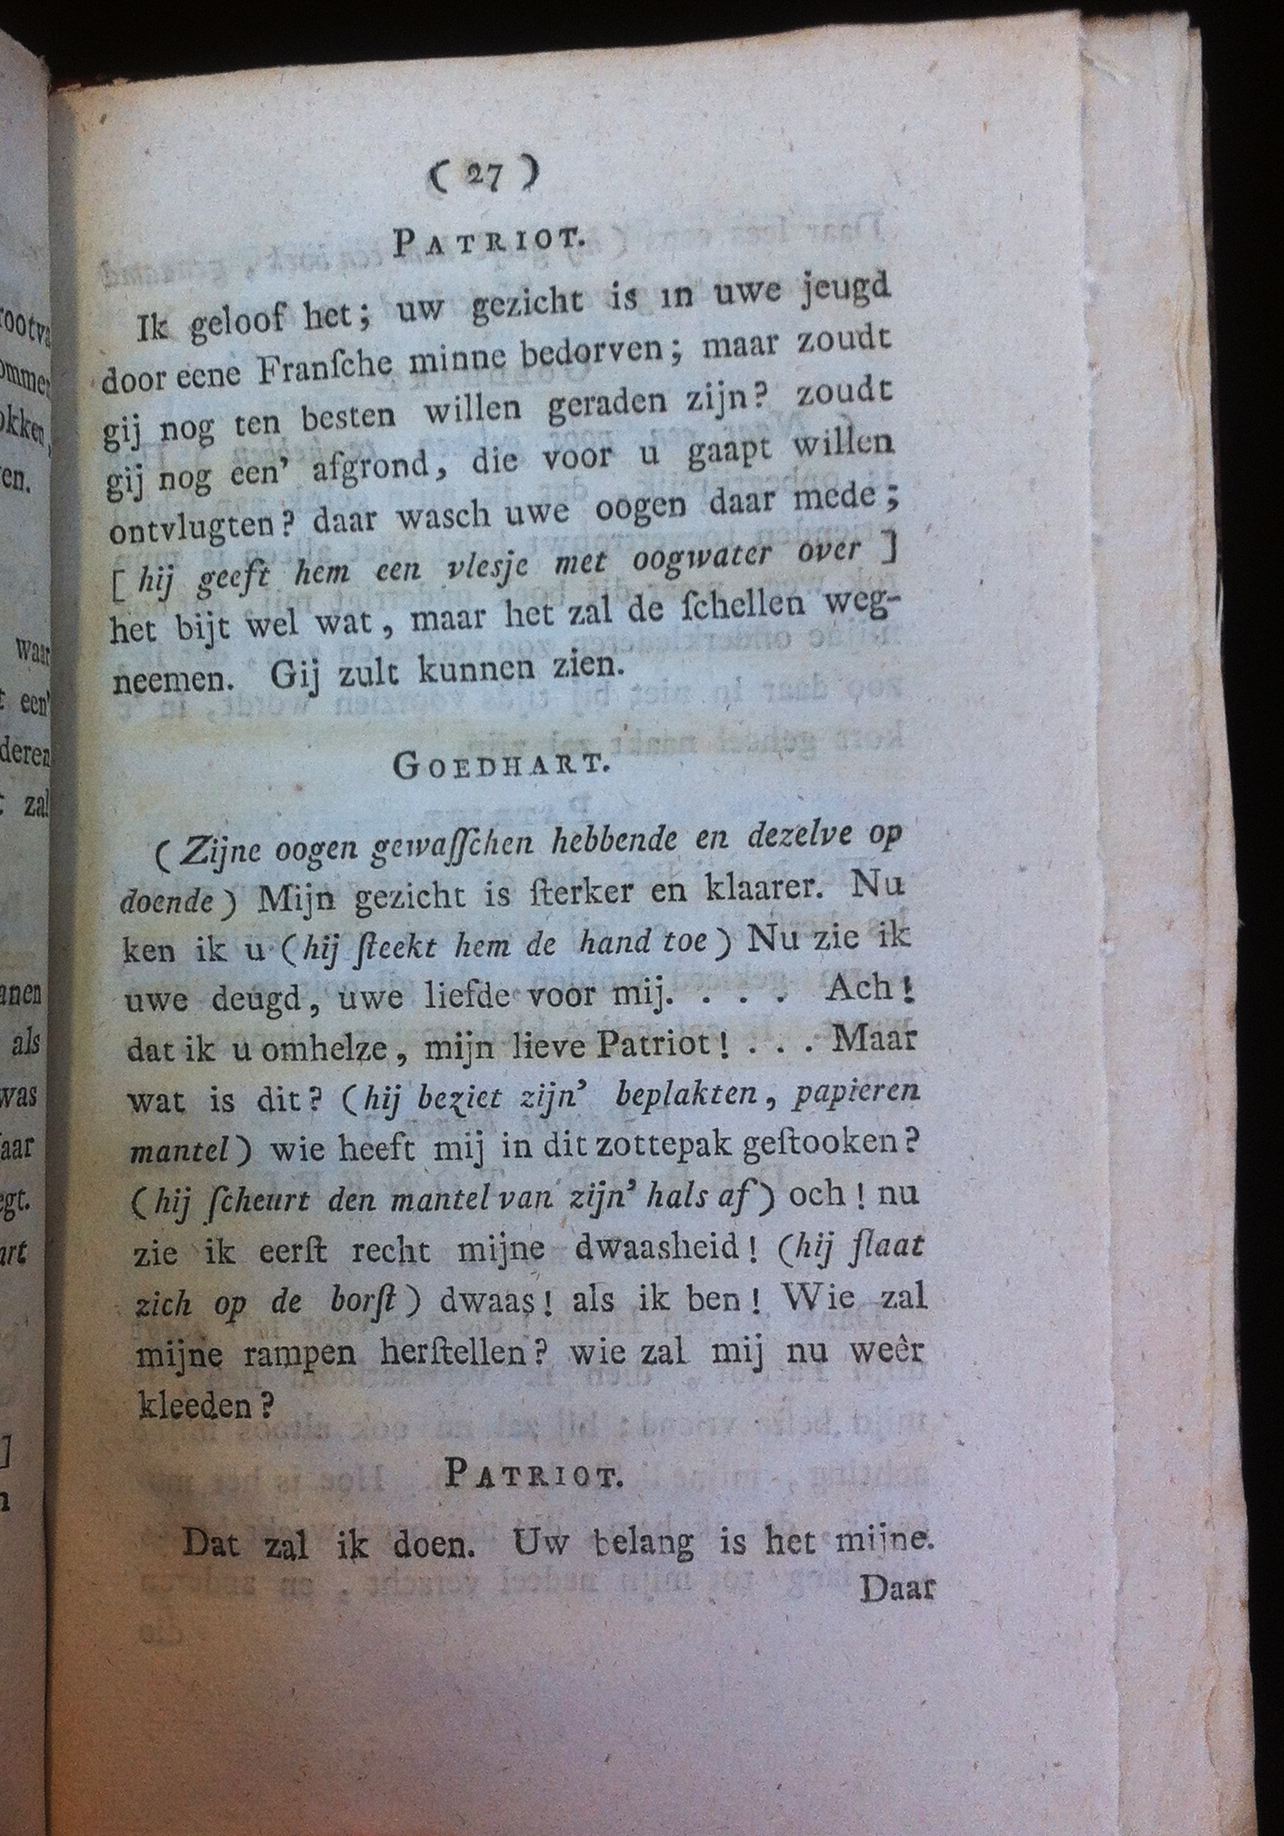 ( 27 )
PATRIOT.
Ik geloof het; uw gezicht is in uwe jeugd
door eene Franſche minne bedorven; maar zoudt
gij nog ten besten willen geraden zijn? zoudt
gij nog een’ afgrond, die voor u gaapt willen
ontvlugten? daar wasch uwe oogen daar mede;
[ hij geeft hem een vlesje met oogwater over ]
het bijt wel wat, maar het zal de ſchellen weg-
neemen. Gij zult kunnen zien.
GOEDHART.
(Zijne oogen gewasſchen hebbende en dezelve op
doende) Mijn gezicht is ſterker en klaarer. Nu
ken ik u (hij ſteekt hem de hand toe) Nu zie ik
uwe deugd, uwe liefde voor mij. . . . Ach!
dat ik u omhelze, mijn lieve Patriot! . . . Maar
wat is dit? (hij beziet zijn’ beplakten, papieren
mantel) wie heeft mij in dit zottepak geſtooken?
(hij ſcheurt den mantel van zijn’ hals af) och! nu
zie ik eerſt recht mijne dwaasheid! (hij ſlaat
zich op de borſt) dwaas! als ik ben! Wie zal
mijne rampen herſtellen? wie zal mij nu weêr
kleeden?
PATRIOT.
Dat zal ik doen. Uw belang is het mijne.
Daar